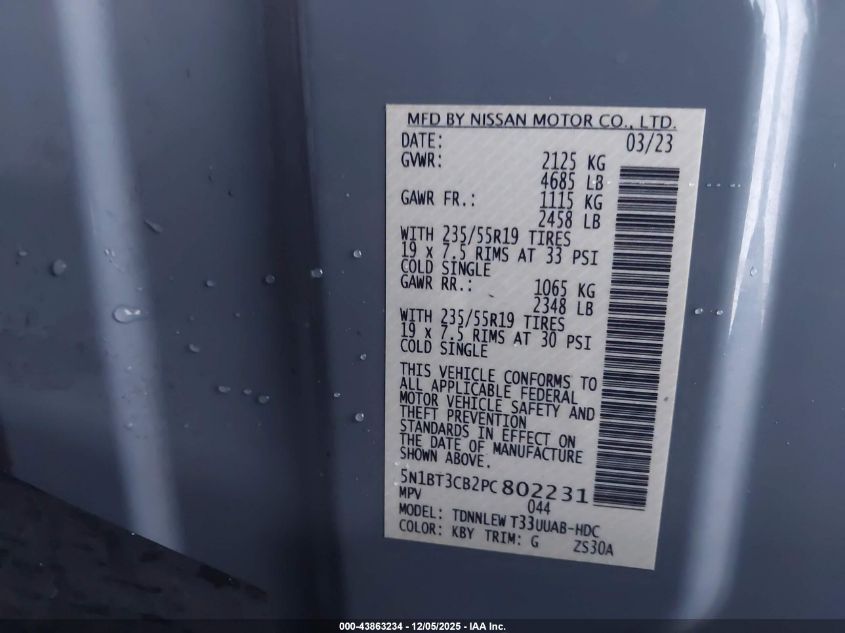 MFD BY NISSAN MOTOR CO., LTD.
DATE: 03/23
GVWR: 2125 KG
4685 LB
GAWR FR.: 1115 KG
2458 LB
WITH 235/55R19 TIRES
19 x 7.5 RIMS AT 33 PSI
COLD SINGLE
GAWR RR.: 1065 KG
2348 LB
WITH 235/55R19 TIRES
19 x 7.5 RIMS AT 30 PSI
COLD SINGLE
THIS VEHICLE CONFORMS TO
ALL APPLICABLE FEDERAL
MOTOR VEHICLE SAFETY AND
THEFT PREVENTION
STANDARDS IN EFFECT ON
THE DATE OF MANUFACTURE
SHOWN ABOVE.
5N1BT3CB2PC802231
MPV 044
MODEL: TDNNLEW T33UUAB-HDC
COLOR: KBY TRIM: G ZS30A
000-43863234 - 12/05/2025 - IAA Inc.